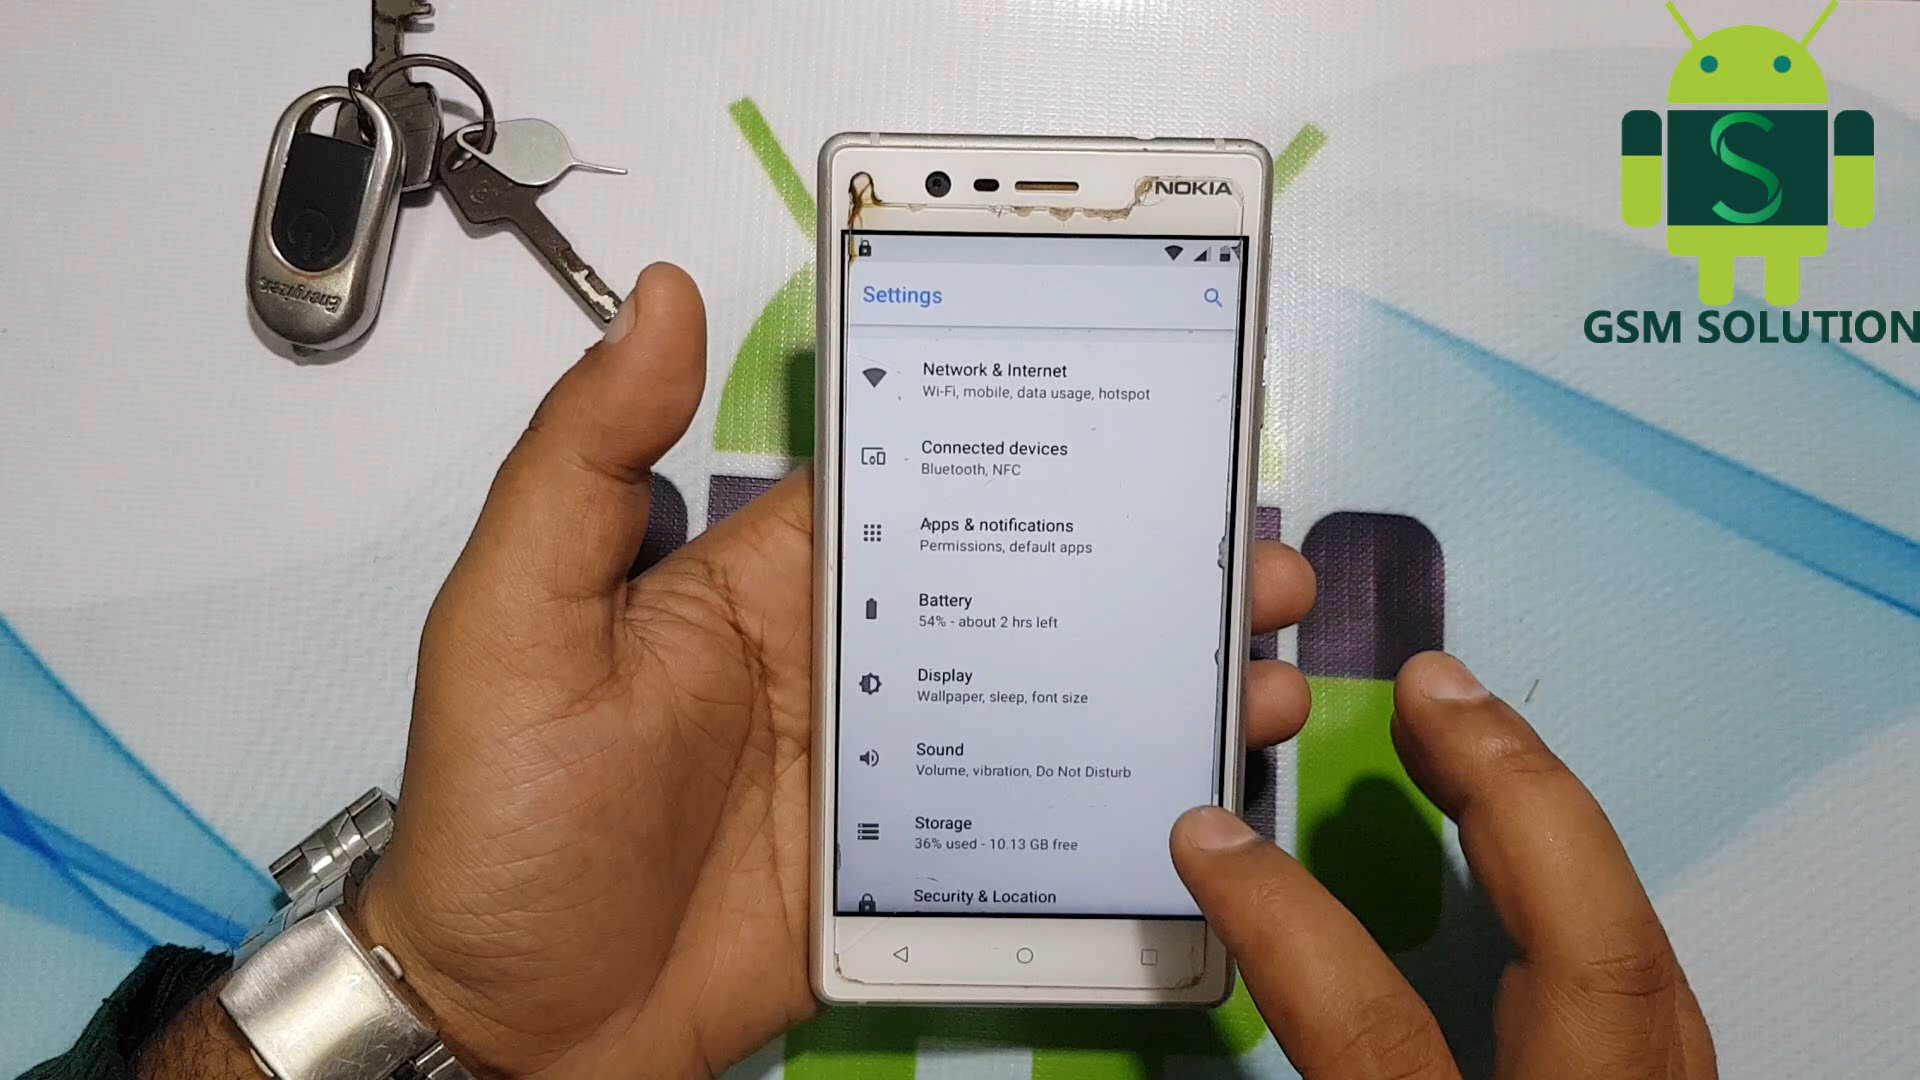 NOKIA
Settings
Network & Internet
Wi-Fi, mobile, data usage, hotspot
Connected devices
Bluetooth, NFC
Apps & notifications
Permissions, default apps
Battery
54% - about 2 hrs left
Display
Wallpaper, sleep, font size
Sound
Volume, vibration, Do Not Disturb
Storage
36% used - 10.13 GB free
Security & Location
Energizer
S
GSM SOLUTION